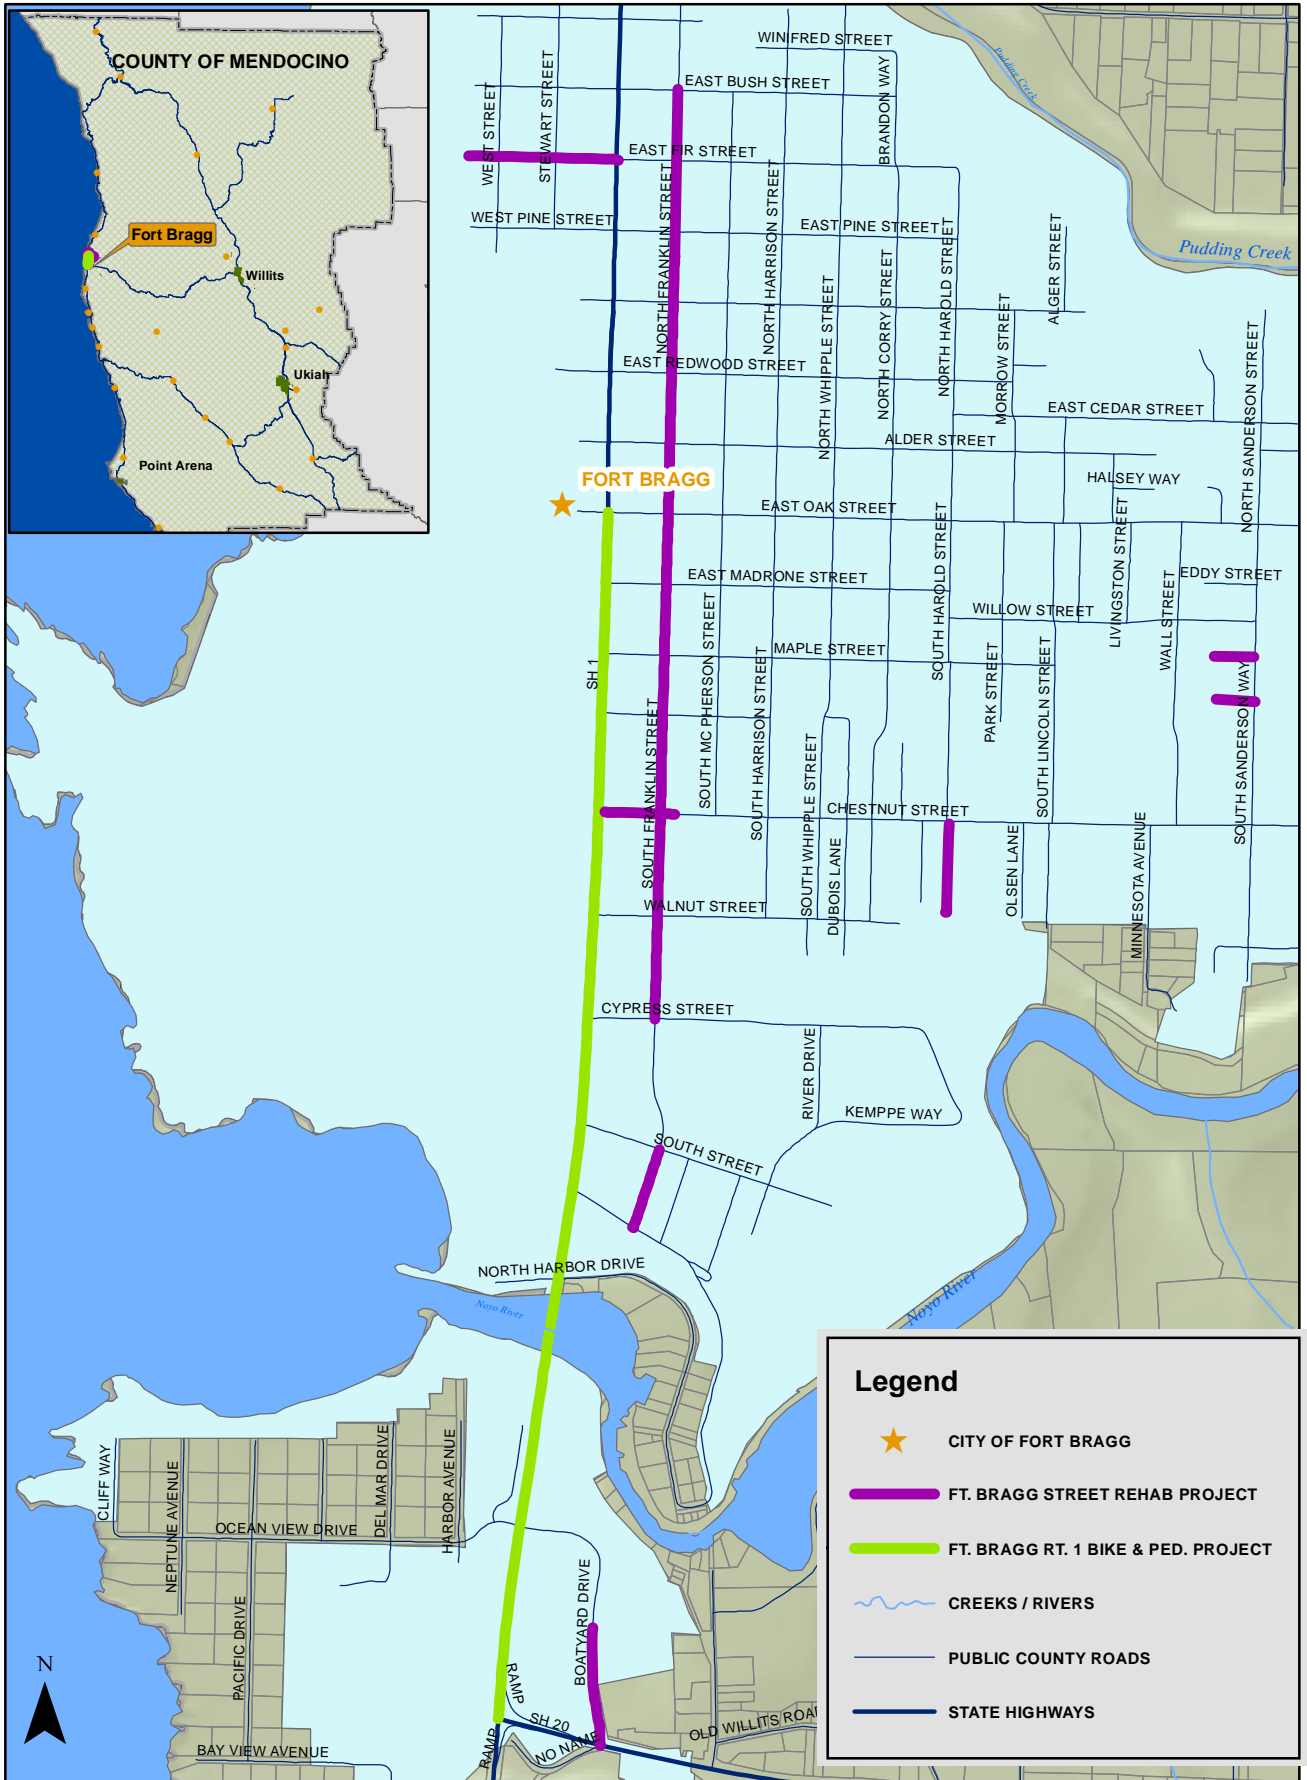 COUNTY OF MENDOCINO
Fort Bragg
Willits
Ukiah
Point Arena
WINIFRED STREET
EAST BUSH STREET
BRANDON WAY
WEST STREET
STEWART STREET
EAST FIR STREET
WEST PINE STREET
EAST PINE STREET
NORTH FRANKLIN STREET
NORTH HARRISON STREET
NORTH WHIPPLE STREET
NORTH CORRY STREET
NORTH HAROLD STREET
MORROW STREET
ALGER STREET
Pudding Creek
Pudding Creek
EAST REDWOOD STREET
EAST CEDAR STREET
NORTH SANDERSON STREET
ALDER STREET
HALSEY WAY
FORT BRAGG
EAST OAK STREET
LIVINGSTON STREET
EAST MADRONE STREET
EDDY STREET
WILLOW STREET
WALL STREET
SOUTH HAROLD STREET
MAPLE STREET
SH 1
SOUTH MC PHERSON STREET
SOUTH HARRISON STREET
PARK STREET
SOUTH LINCOLN STREET
SOUTH SANDERSON WAY
SOUTH FRANKLIN STREET
SOUTH WHIPPLE STREET
DUBOIS LANE
CHESTNUT STREET
OLSEN LANE
MINNESOTA AVENUE
WALNUT STREET
CYPRESS STREET
RIVER DRIVE
KEMPPE WAY
SOUTH STREET
NORTH HARBOR DRIVE
Noyo River
Noyo River
CLIFF WAY
NEPTUNE AVENUE
OCEAN VIEW DRIVE
DEL MAR DRIVE
HARBOR AVENUE
PACIFIC DRIVE
BOATYARD DRIVE
RAMP
RAMP
SH 20
NO NAME
OLD WILLITS ROA
BAY VIEW AVENUE
N
Legend
CITY OF FORT BRAGG
FT. BRAGG STREET REHAB PROJECT
FT. BRAGG RT. 1 BIKE & PED. PROJECT
CREEKS / RIVERS
PUBLIC COUNTY ROADS
STATE HIGHWAYS